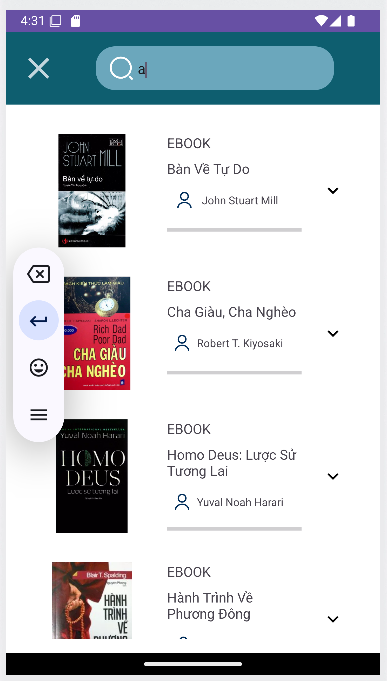 4:31
a
JOHN
STUART MILL
Bàn về tự do
EBOOK
Bàn Về Tự Do
John Stuart Mill
Rich Dad
Poor Dad
CHA GIÀU
CHA NGHÈO
EBOOK
Cha Giàu, Cha Nghèo
Robert T. Kiyosaki
Yuval Noah Harari
HOMO
DEUS
Lược sử tương lai
EBOOK
Homo Deus: Lược Sử
Tương Lai
Yuval Noah Harari
Blair T. Spalding
HÀNH
TRÌNH
VỀ
EBOOK
Hành Trình Về
Phương Đông